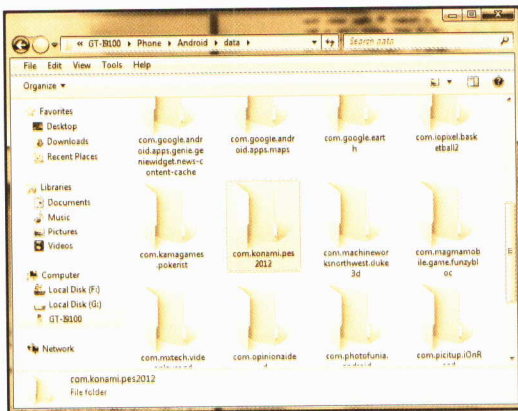 « GT-I9100 ▸ Phone ▸ Android ▸ data ▸
Search data
File Edit View Tools Help
Organize ▾
Favorites
Desktop
Downloads
Recent Places
Libraries
Documents
Music
Pictures
Videos
Computer
Local Disk (F:)
Local Disk (G:)
GT-I9100
Network
com.google.andr
oid.apps.genie.ge
niewidget.news-c
ontent-cache
com.google.andr
oid.apps.maps
com.google.eart
h
com.iopixel.bask
etball2
com.kamagames
.pokerist
com.konami.pes
2012
com.machinewor
ksnorthwest.duke
3d
com.magmamob
ile.game.funzybl
oc
com.mxtech.vide
com.opinionaide
d
com.photofunia.
android
com.picitup.iOnR
com.konami.pes2012
File folder